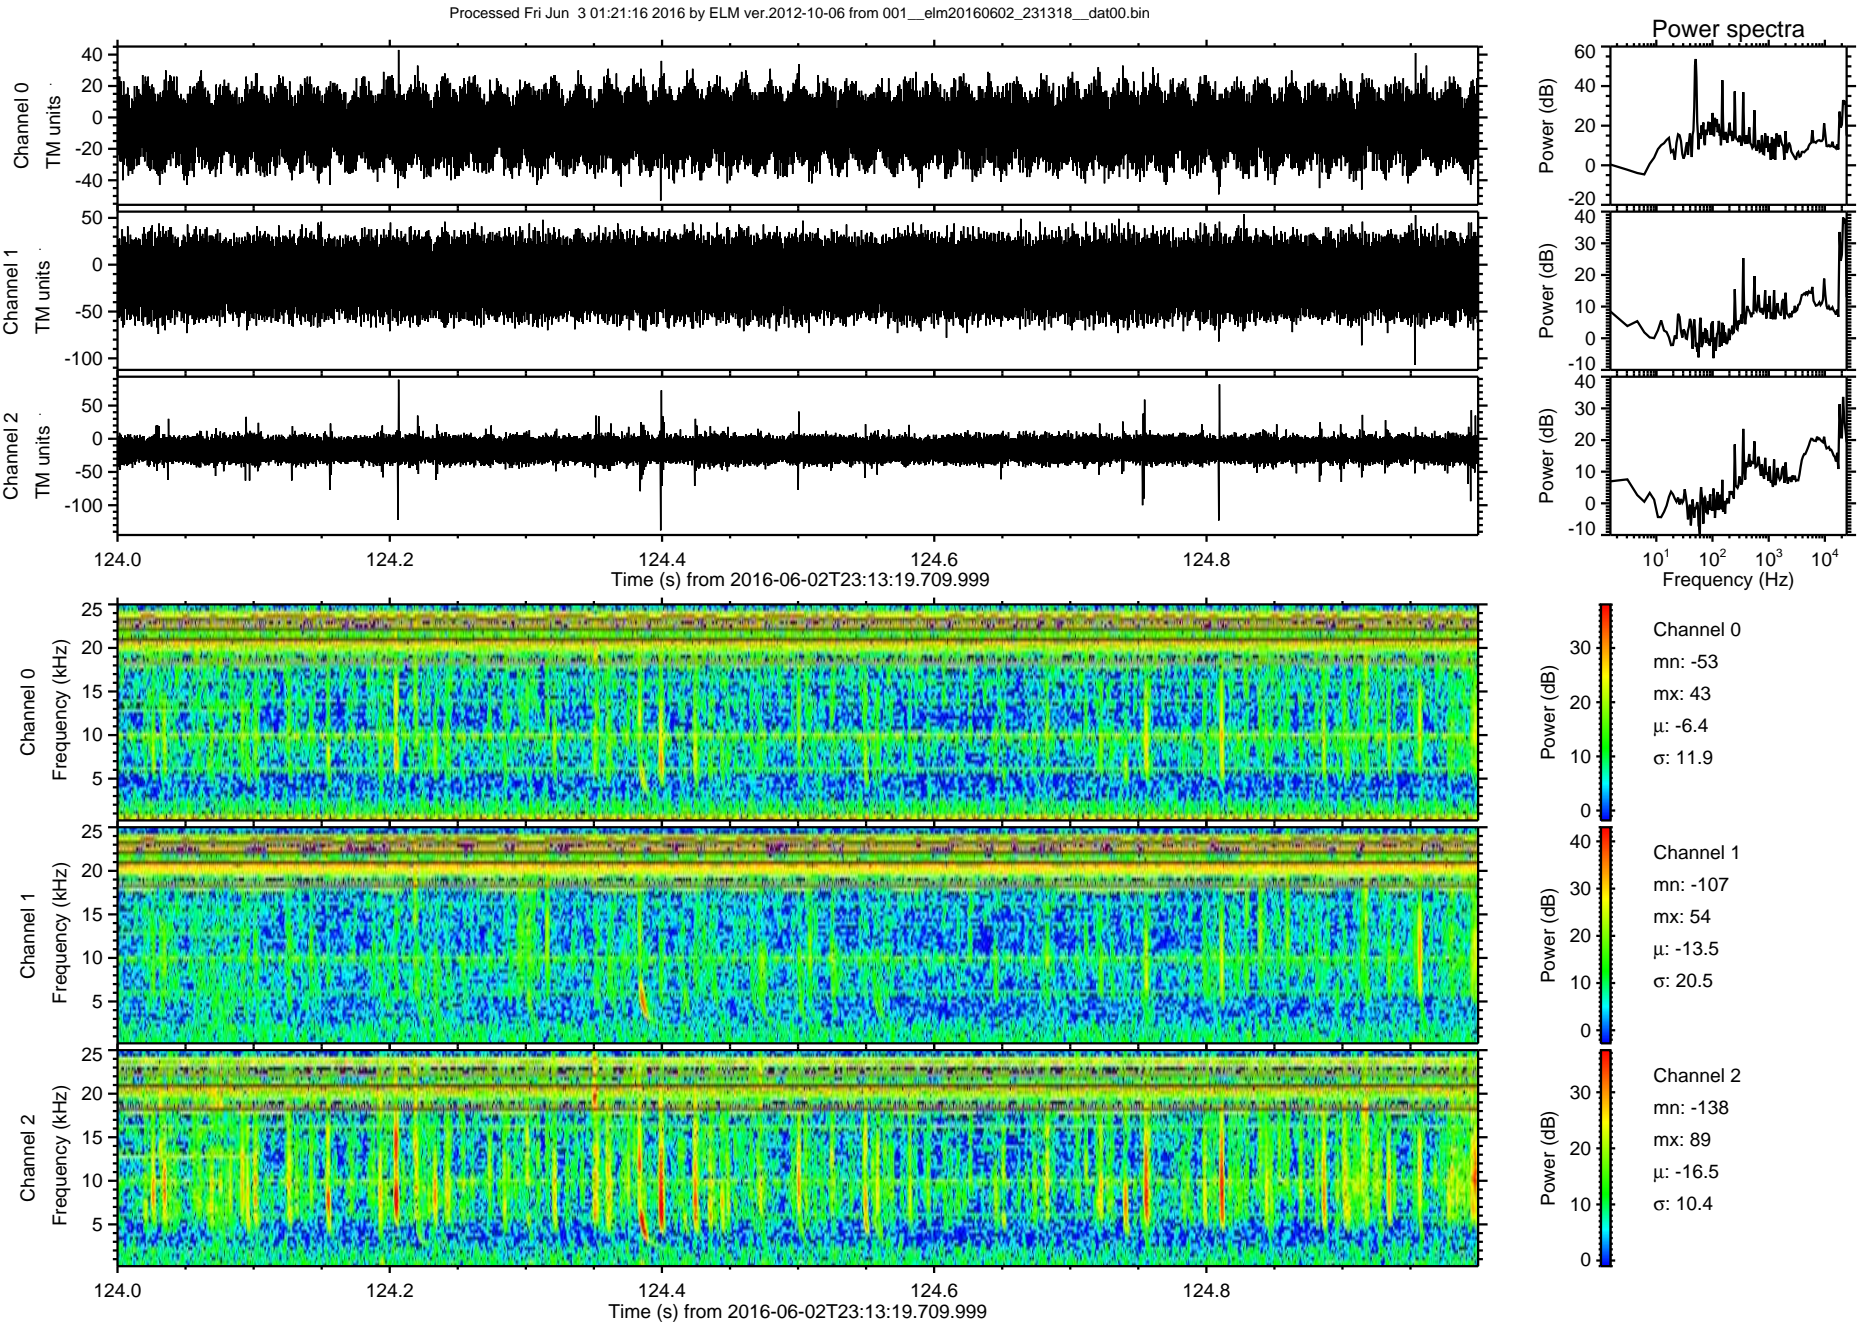 Processed Fri Jun  3 01:21:16 2016 by ELM ver.2012-10-06 from 001__elm20160602_231318__dat00.bin
Power spectra
Channel 0
TM units
40
20
0
-20
-40
Power (dB)
60
40
20
0
-20
Channel 1
TM units
50
0
-50
-100
Power (dB)
40
30
20
10
0
-10
Channel 2
TM units
50
0
-50
-100
Power (dB)
40
30
20
10
0
-10
124.0 124.2 124.4 124.6 124.8
Time (s) from 2016-06-02T23:13:19.709.999
10^1 10^2 10^3 10^4
Frequency (Hz)
Channel 0
Frequency (kHz)
25
20
15
10
5
Power (dB)
30
20
10
0
Channel 0
mn: -53
mx: 43
μ: -6.4
σ: 11.9
Channel 1
Frequency (kHz)
25
20
15
10
5
Power (dB)
40
30
20
10
0
Channel 1
mn: -107
mx: 54
μ: -13.5
σ: 20.5
Channel 2
Frequency (kHz)
25
20
15
10
5
Power (dB)
30
20
10
0
Channel 2
mn: -138
mx: 89
μ: -16.5
σ: 10.4
124.0 124.2 124.4 124.6 124.8
Time (s) from 2016-06-02T23:13:19.709.999